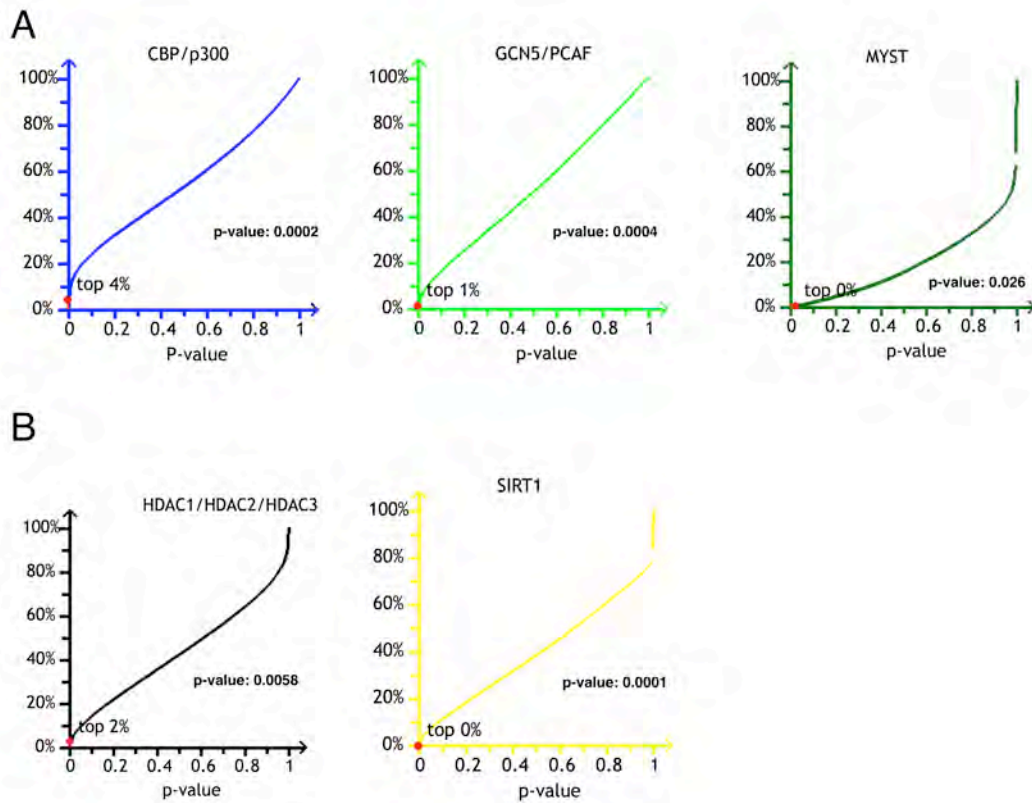 A
CBP/p300
100%
80%
60%
40%
20%
0%
p-value: 0.0002
top 4%
0 0.2 0.4 0.6 0.8 1
P-value
GCN5/PCAF
100%
80%
60%
40%
20%
0%
p-value: 0.0004
top 1%
0 0.2 0.4 0.6 0.8 1
p-value
MYST
100%
80%
60%
40%
20%
0%
p-value: 0.026
top 0%
0 0.2 0.4 0.6 0.8 1
p-value
B
HDAC1/HDAC2/HDAC3
100%
80%
60%
40%
20%
0%
p-value: 0.0058
top 2%
0 0.2 0.4 0.6 0.8 1
p-value
SIRT1
100%
80%
60%
40%
20%
0%
p-value: 0.0001
top 0%
0 0.2 0.4 0.6 0.8 1
p-value